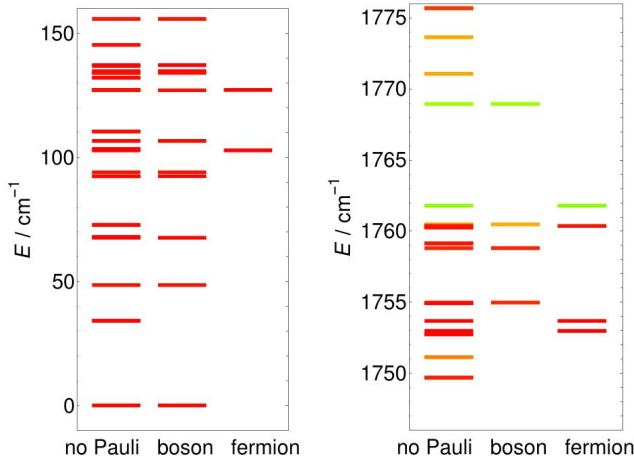 150
100
50
0
E / cm⁻¹
no Pauli boson fermion
1775
1770
1765
1760
1755
1750
E / cm⁻¹
no Pauli boson fermion